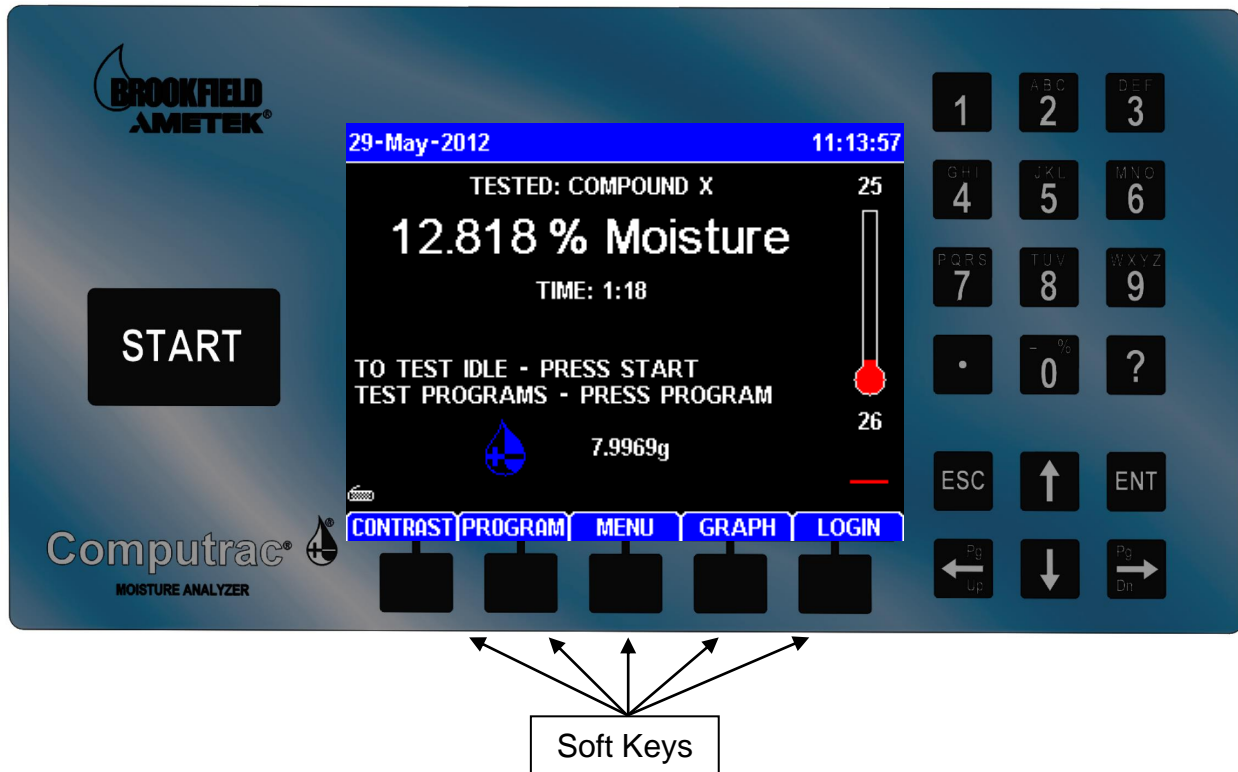 BROOKFIELD
AMETEK®
29-May-2012 11:13:57
TESTED: COMPOUND X
25
12.818 % Moisture
TIME: 1:18
TO TEST IDLE - PRESS START
TEST PROGRAMS - PRESS PROGRAM
26
7.9969g
CONTRAST PROGRAM MENU GRAPH LOGIN
START
Computrac® ®
MOISTURE ANALYZER
1
ABC
2
DEF
3
GHI
4
JKL
5
MNO
6
PQRS
7
TUV
8
WXYZ
9
.
- %
0
?
ESC
↑
ENT
Pg
←
Up
↓
Pg
→
Dn
Soft Keys